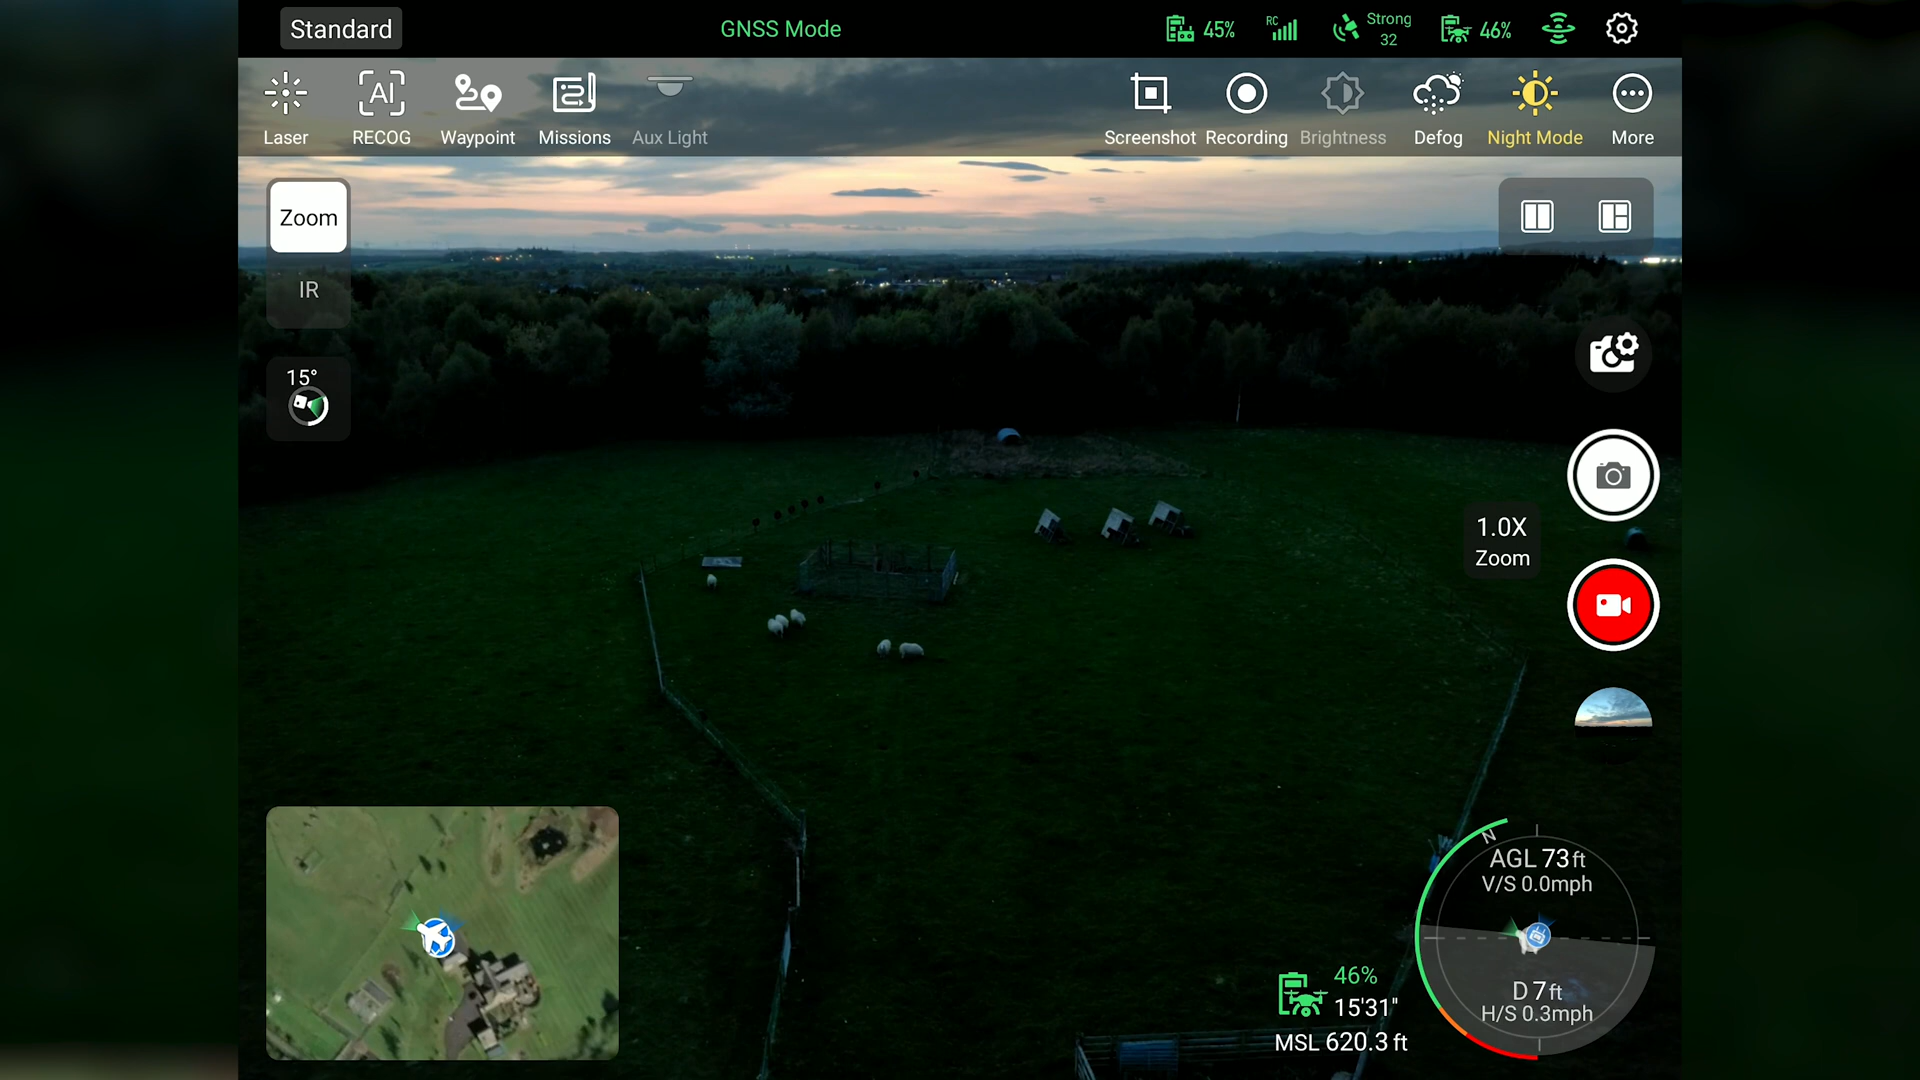 Standard
GNSS Mode
45%
RC
Strong
32
46%
Laser
AI
RECOG
Waypoint
Missions
Aux Light
Screenshot
Recording
Brightness
Defog
Night Mode
More
Zoom
IR
15°
1.0X
Zoom
N
AGL 73 ft
V/S 0.0mph
D 7 ft
H/S 0.3mph
46%
15'31"
MSL 620.3 ft